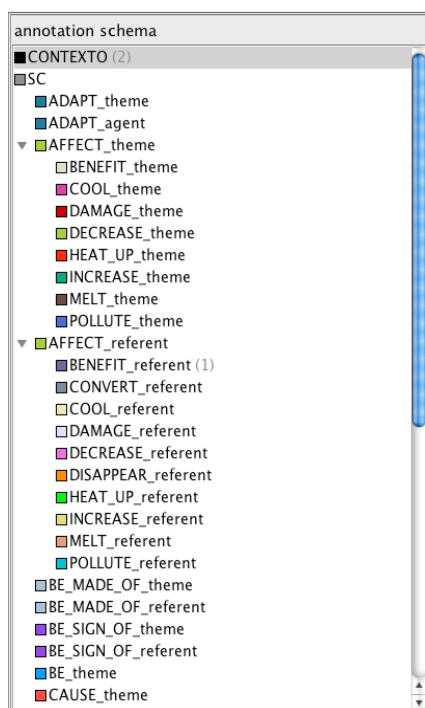 annotation schema
CONTEXTO (2)
SC
ADAPT_theme
ADAPT_agent
AFFECT_theme
BENEFIT_theme
COOL_theme
DAMAGE_theme
DECREASE_theme
HEAT_UP_theme
INCREASE_theme
MELT_theme
POLLUTE_theme
AFFECT_referent
BENEFIT_referent (1)
CONVERT_referent
COOL_referent
DAMAGE_referent
DECREASE_referent
DISAPPEAR_referent
HEAT_UP_referent
INCREASE_referent
MELT_referent
POLLUTE_referent
BE_MADE_OF_theme
BE_MADE_OF_referent
BE_SIGN_OF_theme
BE_SIGN_OF_referent
BE_theme
CAUSE_theme